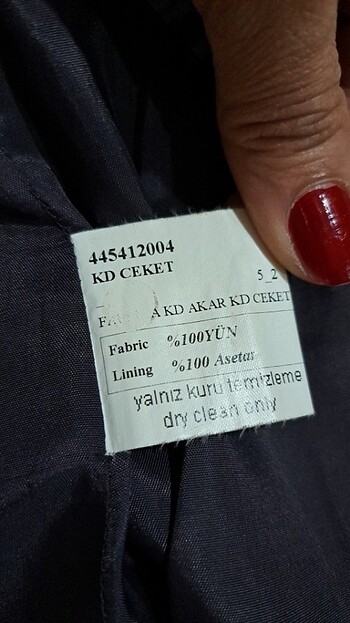 445412004
KD CEKET
5_2
A KD AKAR KD CEKET
Fabric %100YÜN
Lining %100 Asetat
yalnız kuru temizleme
dry clean only